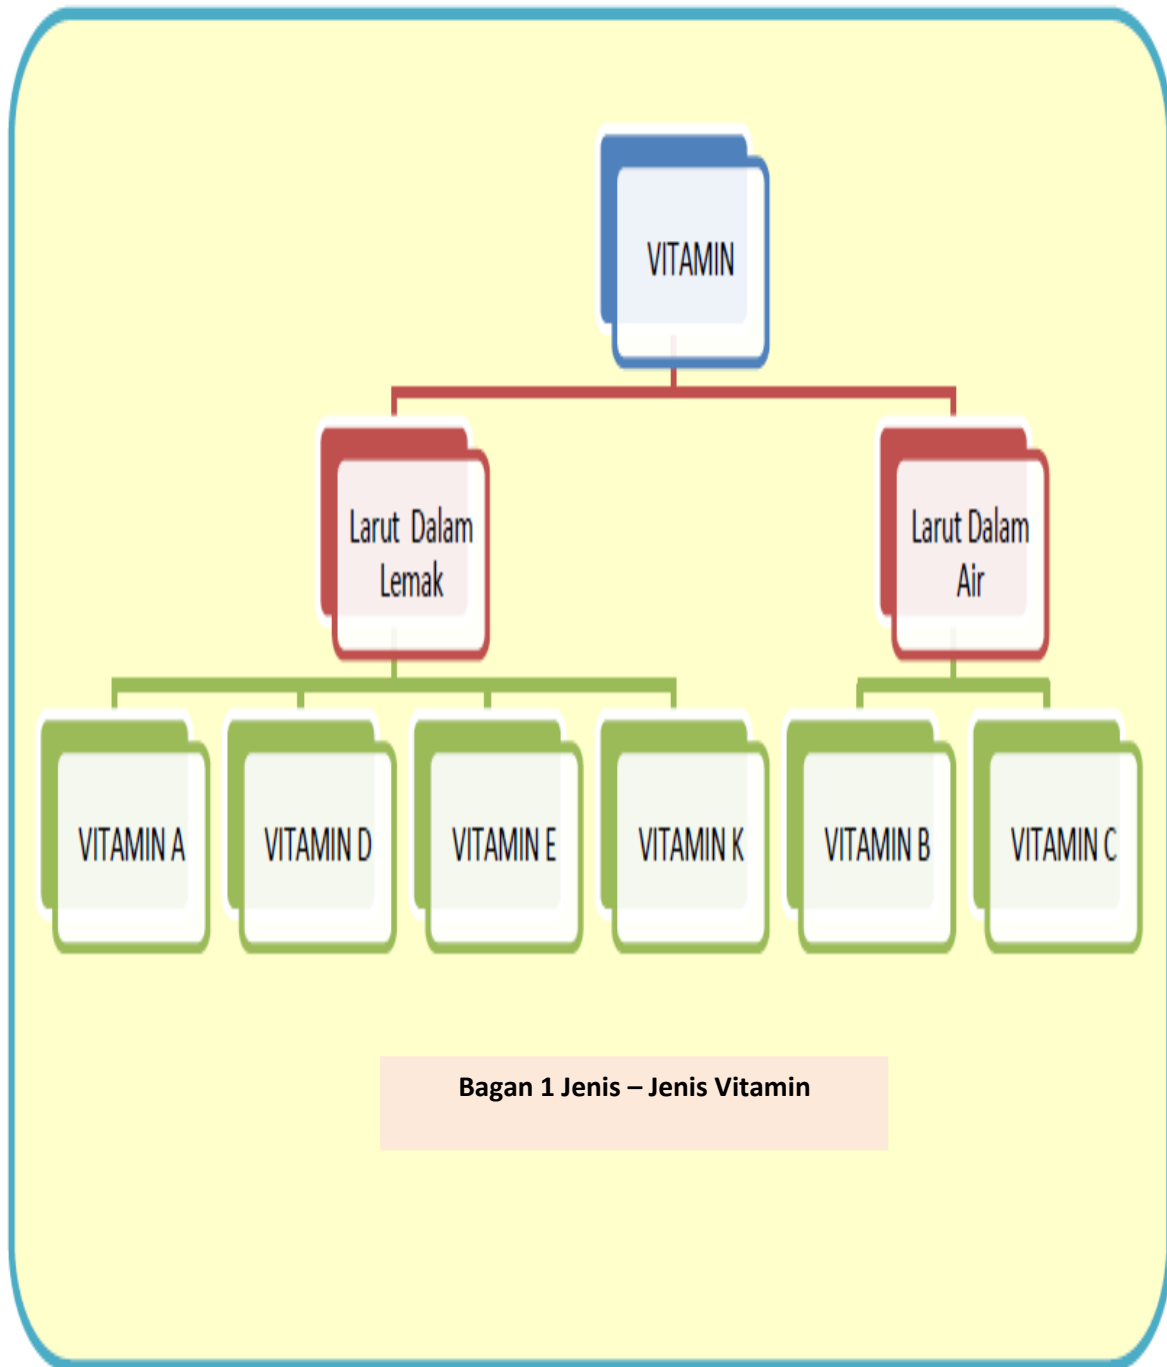 VITAMIN
Larut Dalam
Lemak
Larut Dalam
Air
VITAMIN A
VITAMIN D
VITAMIN E
VITAMIN K
VITAMIN B
VITAMIN C
Bagan 1 Jenis – Jenis Vitamin